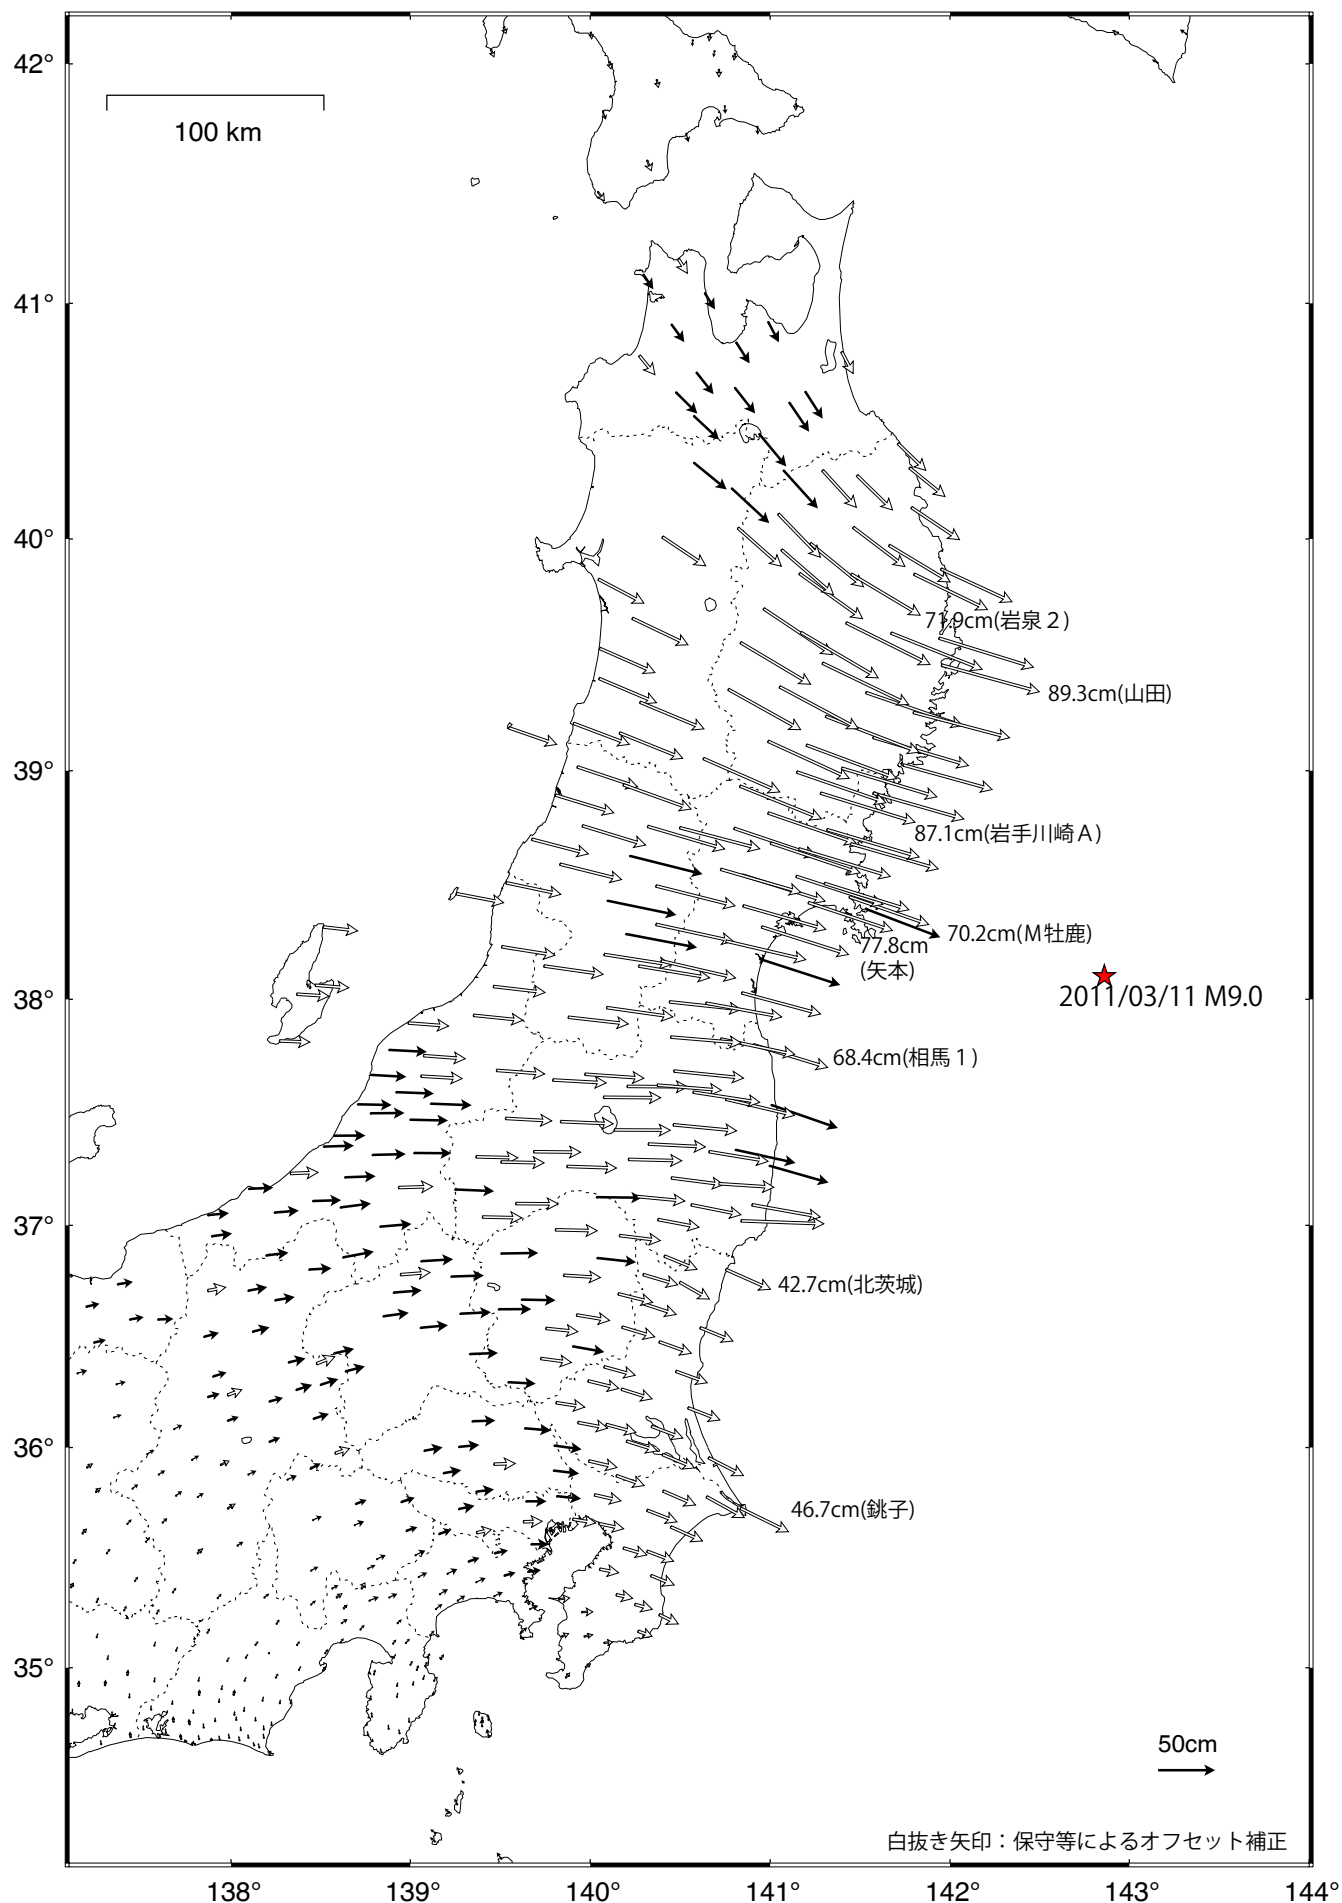 42°
100 km
41°
40°
71.9cm(岩泉２)
89.3cm(山田)
39°
87.1cm(岩手川崎Ａ)
70.2cm(Ｍ牡鹿)
77.8cm
(矢本)
38°
2011/03/11 M9.0
68.4cm(相馬１)
37°
42.7cm(北茨城)
36°
46.7cm(銚子)
35°
50cm
白抜き矢印：保守等によるオフセット補正
138° 139° 140° 141° 142° 143° 144°